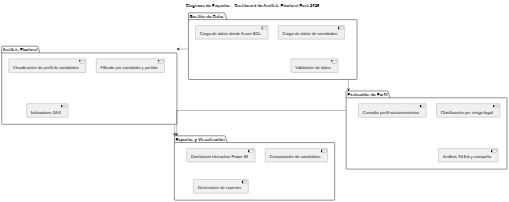 Diagrama de Paquetes - Dashboard de Análisis Electoral Perú 2026
Gestión de Datos
Carga de datos desde Azure SQL
Carga de datos de candidatos
Validación de datos
Análisis Electoral
Visualización de perfil de candidatos
Filtrado por candidato y partido
Indicadores DAX
Evaluación de Perfil
Consulta perfil socioeconómico
Clasificación por riesgo legal
Análisis TikTok y campaña
Reportes y Visualización
Dashboard interactivo Power BI
Comparación de candidatos
Generación de reportes